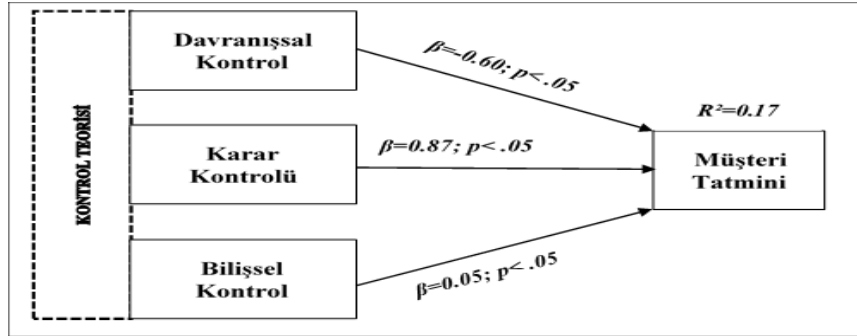 KONTROL TEORİSİ
Davranışsal
Kontrol
β=-0.60; p< .05
R²=0.17
Karar
Kontrolü
β=0.87; p< .05
Müşteri
Tatmini
Bilişsel
Kontrol
β=0.05; p< .05